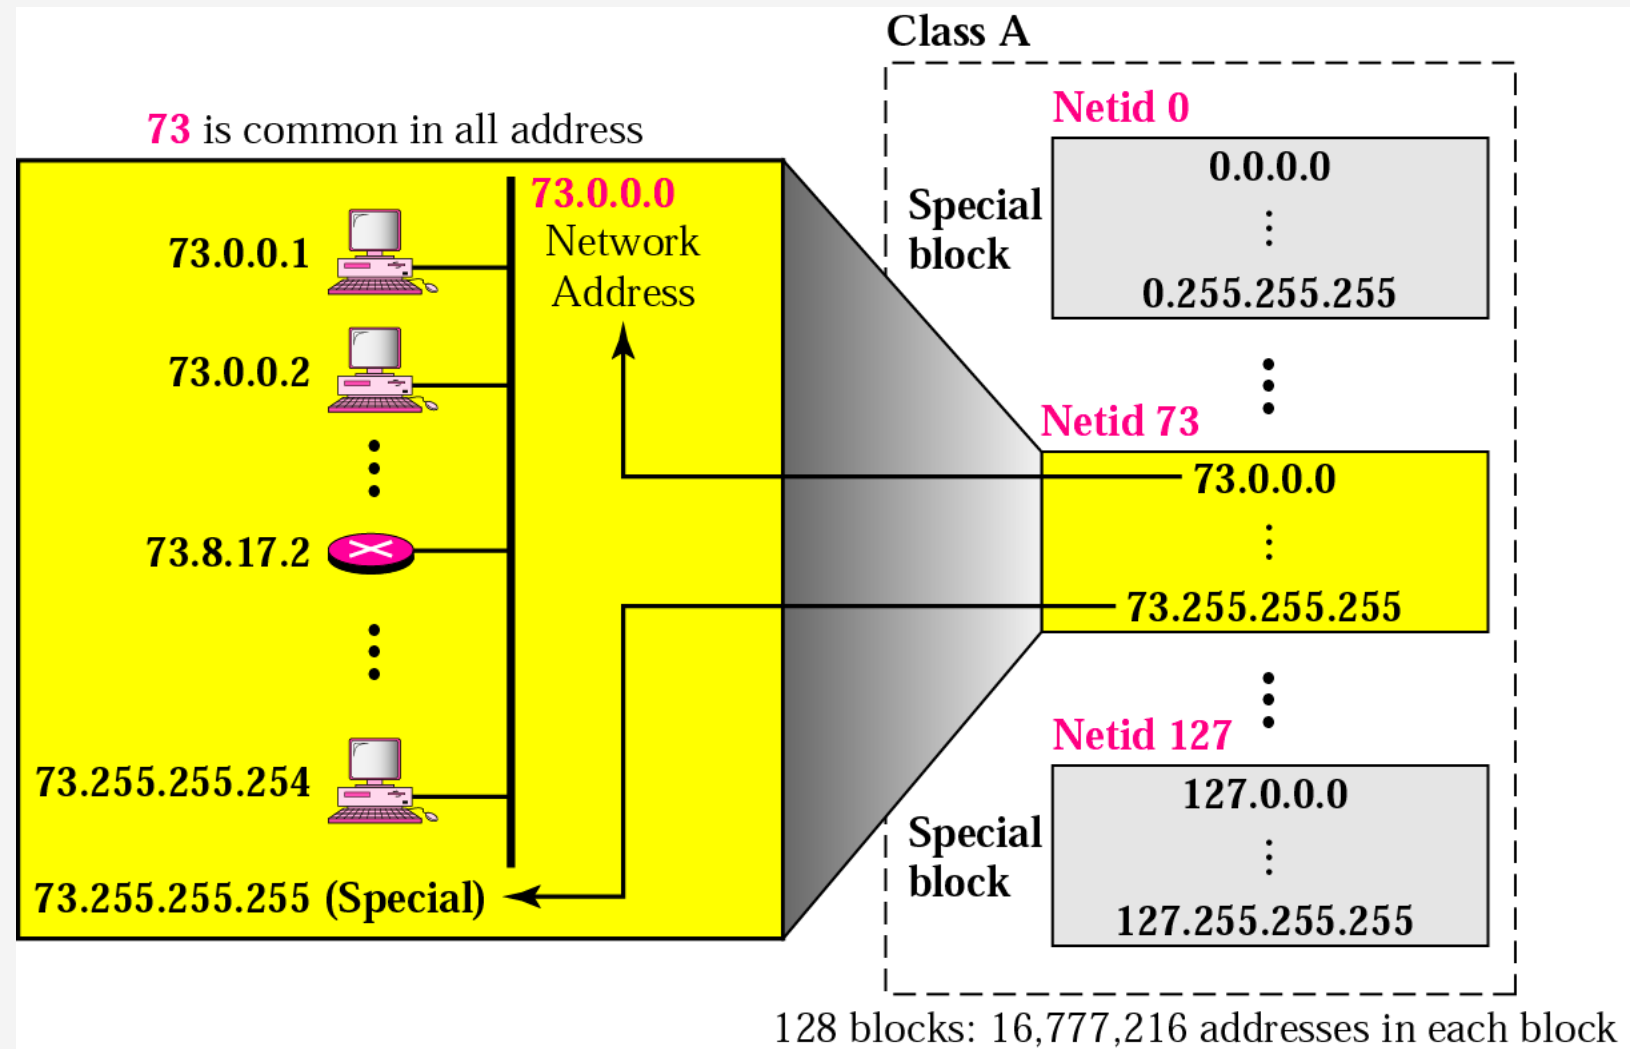 Class A
73 is common in all address
73.0.0.0
Network
Address
73.0.0.1
73.0.0.2
73.8.17.2
73.255.255.254
73.255.255.255 (Special)
Netid 0
Special
block
0.0.0.0
0.255.255.255
Netid 73
73.0.0.0
73.255.255.255
Netid 127
Special
block
127.0.0.0
127.255.255.255
128 blocks: 16,777,216 addresses in each block